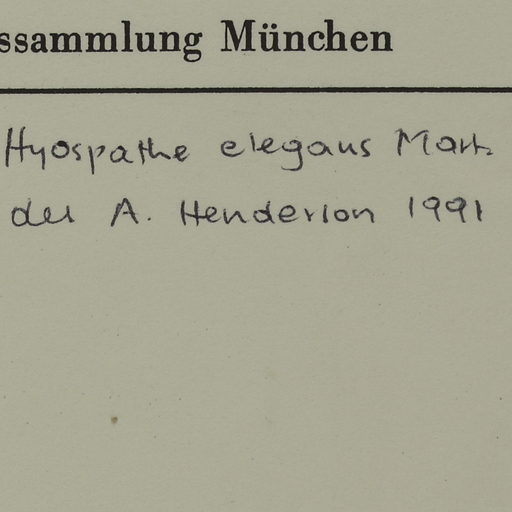 ssammlung München
Hyospathe elegans Mart.
det A. Henderson 1991